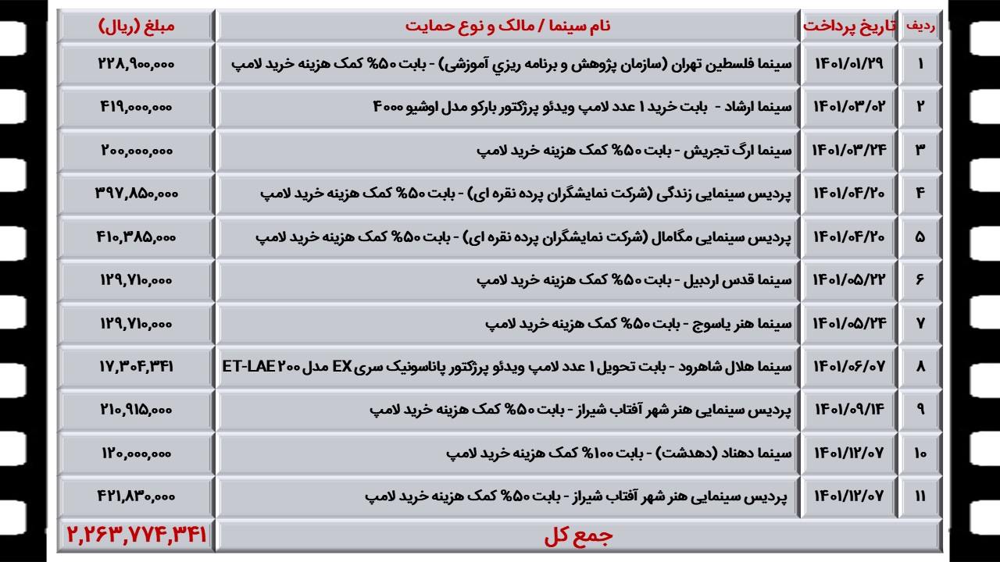 ردیف تاریخ پرداخت نام سینما / مالک و نوع حمایت مبلغ (ریال)
۱ ۱۴۰۱/۰۱/۲۹ سینما فلسطین تهران (سازمان پژوهش و برنامه ريزي آموزشی) - بابت ۵۰% کمک هزینه خرید لامپ ۲۲۸,۹۰۰,۰۰۰
۲ ۱۴۰۱/۰۳/۰۲ سینما ارشاد - بابت خرید ۱ عدد لامپ ویدئو پرژکتور بارکو مدل اوشیو ۴۰۰۰ ۴۱۹,۰۰۰,۰۰۰
۳ ۱۴۰۱/۰۳/۲۴ سینما ارگ تجریش - بابت ۵۰% کمک هزینه خرید لامپ ۲۰۰,۰۰۰,۰۰۰
۴ ۱۴۰۱/۰۴/۲۰ پردیس سینمایی زندگی (شرکت نمایشگران پرده نقره ای) - بابت ۵۰% کمک هزینه خرید لامپ ۳۹۷,۸۵۰,۰۰۰
۵ ۱۴۰۱/۰۴/۲۰ پردیس سینمایی مگامال (شرکت نمایشگران پرده نقره ای) - بابت ۵۰% کمک هزینه خرید لامپ ۴۱۰,۳۸۵,۰۰۰
۶ ۱۴۰۱/۰۵/۲۲ سینما قدس اردبیل - بابت ۵۰% کمک هزینه خرید لامپ ۱۲۹,۷۱۰,۰۰۰
۷ ۱۴۰۱/۰۵/۲۴ سینما هنر یاسوج - بابت ۵۰% کمک هزینه خرید لامپ ۱۲۹,۷۱۰,۰۰۰
۸ ۱۴۰۱/۰۶/۰۷ سینما هلال شاهرود - بابت تحویل ۱ عدد لامپ ویدئو پرژکتور پاناسونیک سری EX مدل ET-LAE ۲۰۰ ۱۷,۳۰۴,۳۴۱
۹ ۱۴۰۱/۰۹/۱۴ پردیس سینمایی هنر شهر آفتاب شیراز - بابت ۵۰% کمک هزینه خرید لامپ ۲۱۰,۹۱۵,۰۰۰
۱۰ ۱۴۰۱/۱۲/۰۷ سینما دهناد (دهدشت) - بابت ۱۰۰% کمک هزینه خرید لامپ ۱۲۰,۰۰۰,۰۰۰
۱۱ ۱۴۰۱/۱۲/۰۷ پردیس سینمایی هنر شهر آفتاب شیراز - بابت ۵۰% کمک هزینه خرید لامپ ۴۲۱,۸۳۰,۰۰۰
جمع کل ۲,۲۶۳,۷۷۴,۳۴۱